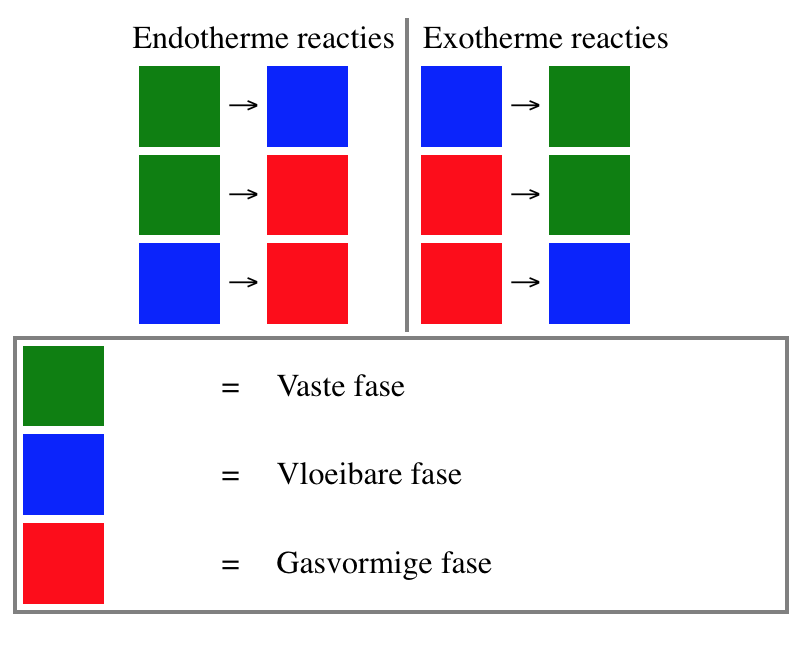 Endotherme reacties
Exotherme reacties
= Vaste fase
= Vloeibare fase
= Gasvormige fase